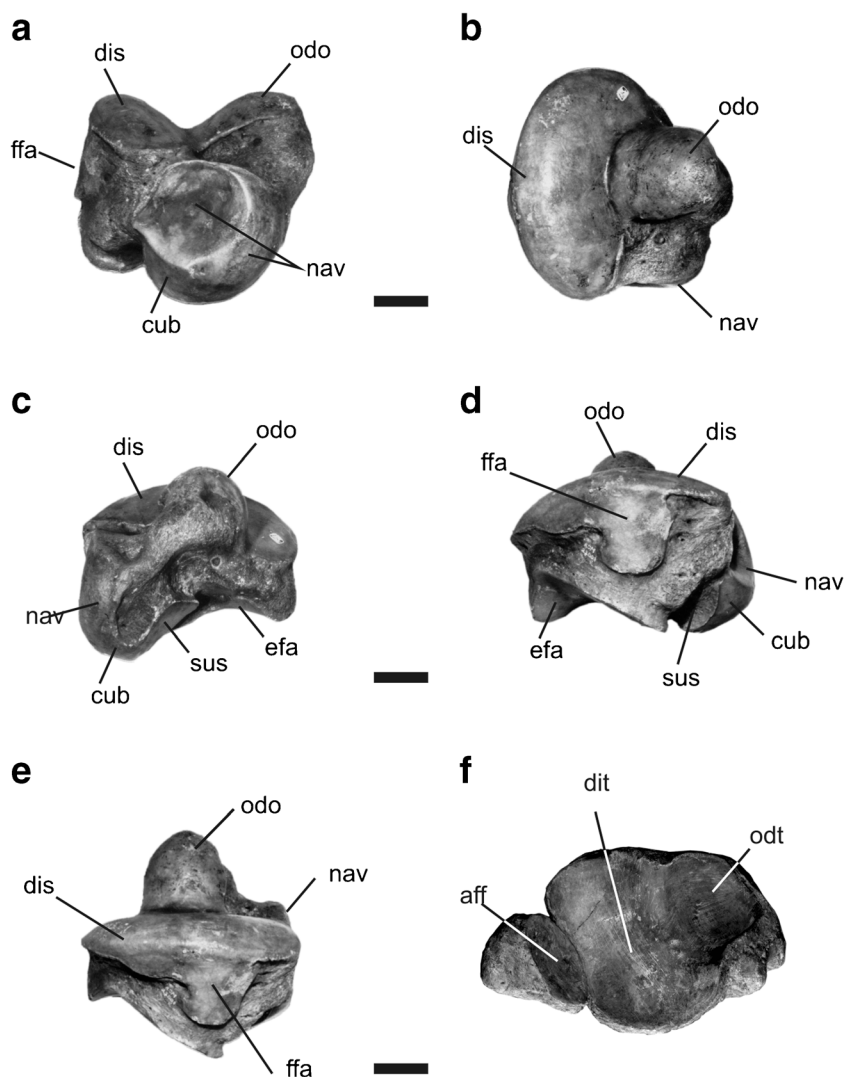 a
dis
odo
ffa
nav
cub
b
dis
odo
nav
c
dis
odo
nav
cub
sus
efa
d
odo
dis
ffa
nav
cub
sus
efa
e
odo
nav
dis
ffa
f
dit
odt
aff